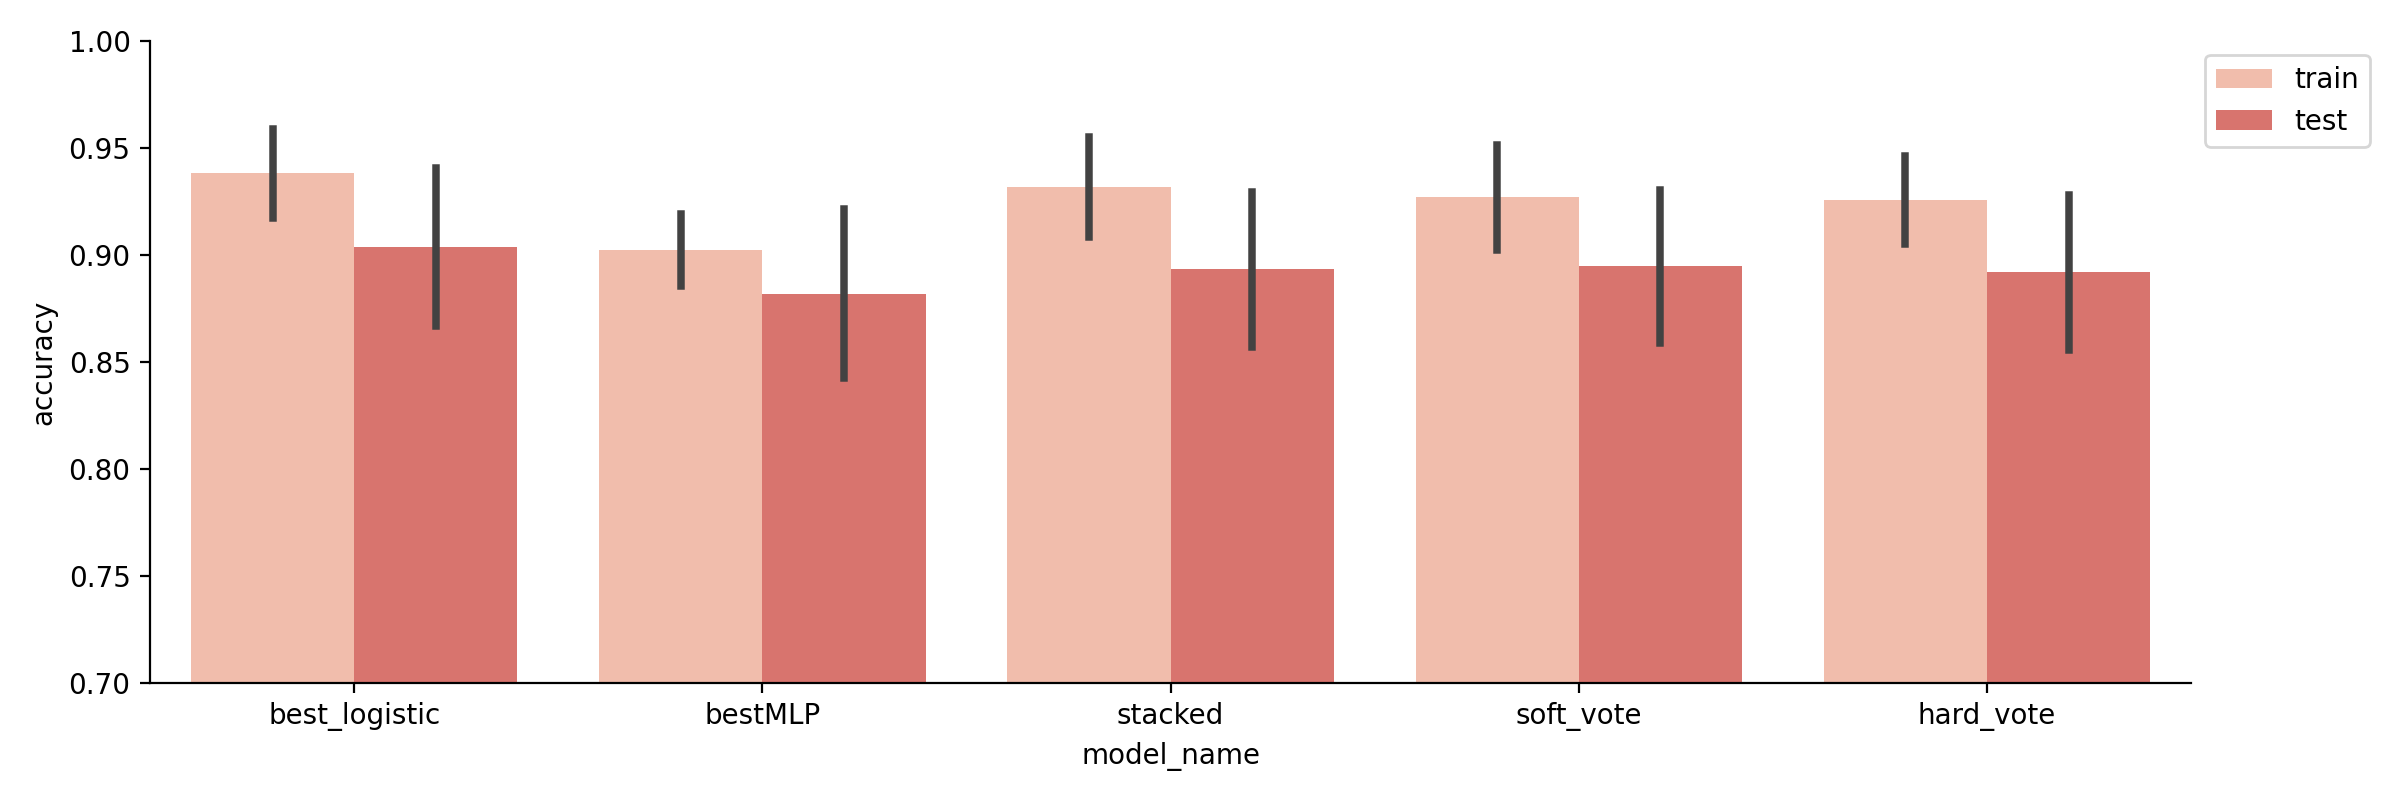 1.00
0.95
0.90
0.85
0.80
0.75
0.70
accuracy
best_logistic
bestMLP
stacked
soft_vote
hard_vote
model_name
train
test